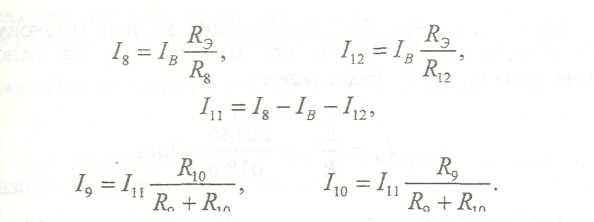 I_8 = I_B R_Э / R_8, I_12 = I_B R_Э / R_12,
I_11 = I_8 − I_B − I_12,
I_9 = I_11 R_10 / (R_9 + R_10), I_10 = I_11 R_9 / (R_9 + R_10).